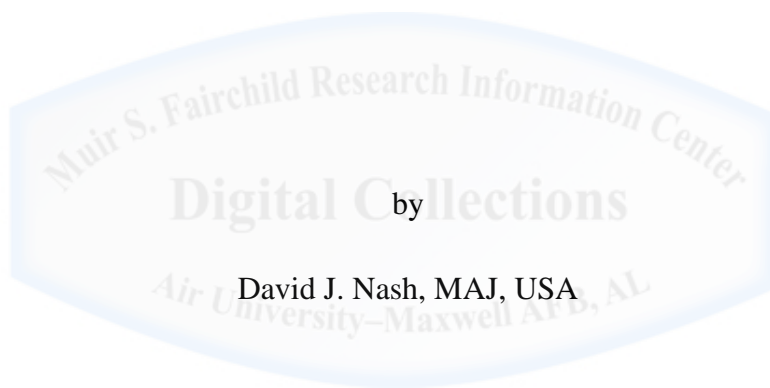 Muir S. Fairchild Research Information Center
Digital Collections
by
David J. Nash, MAJ, USA
Air University–Maxwell AFB, AL